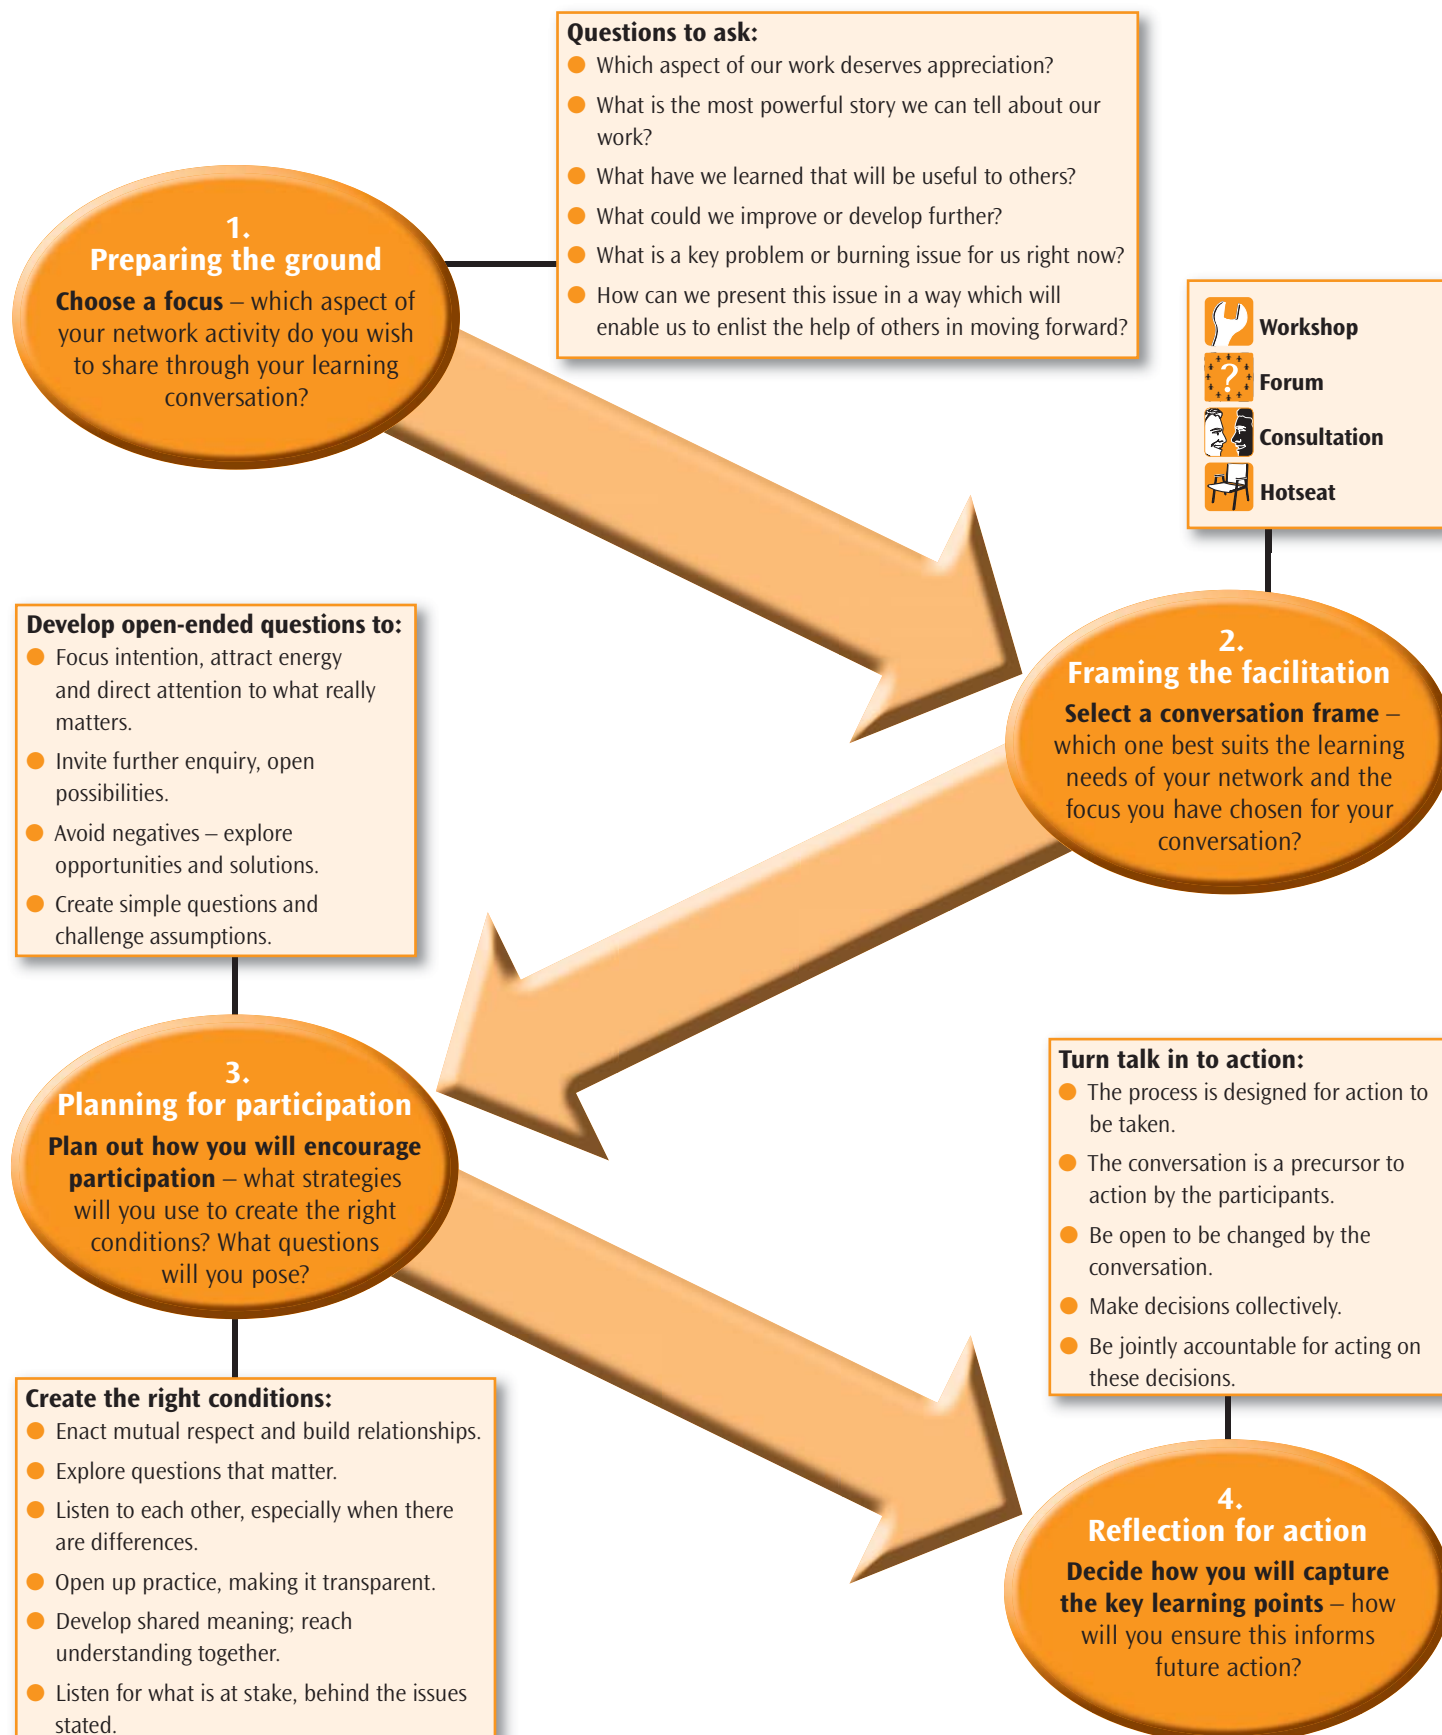 Questions to ask:
● Which aspect of our work deserves appreciation?
● What is the most powerful story we can tell about our
work?
● What have we learned that will be useful to others?
● What could we improve or develop further?
● What is a key problem or burning issue for us right now?
● How can we present this issue in a way which will
enable us to enlist the help of others in moving forward?
1.
Preparing the ground
Choose a focus – which aspect of
your network activity do you wish
to share through your learning
conversation?
Workshop
?
Forum
Consultation
Hotseat
2.
Framing the facilitation
Select a conversation frame –
which one best suits the learning
needs of your network and the
focus you have chosen for your
conversation?
Develop open-ended questions to:
● Focus intention, attract energy
and direct attention to what really
matters.
● Invite further enquiry, open
possibilities.
● Avoid negatives – explore
opportunities and solutions.
● Create simple questions and
challenge assumptions.
3.
Planning for participation
Plan out how you will encourage
participation – what strategies
will you use to create the right
conditions? What questions
will you pose?
Create the right conditions:
● Enact mutual respect and build relationships.
● Explore questions that matter.
● Listen to each other, especially when there
are differences.
● Open up practice, making it transparent.
● Develop shared meaning; reach
understanding together.
● Listen for what is at stake, behind the issues
stated.
Turn talk in to action:
● The process is designed for action to
be taken.
● The conversation is a precursor to
action by the participants.
● Be open to be changed by the
conversation.
● Make decisions collectively.
● Be jointly accountable for acting on
these decisions.
4.
Reflection for action
Decide how you will capture
the key learning points – how
will you ensure this informs
future action?